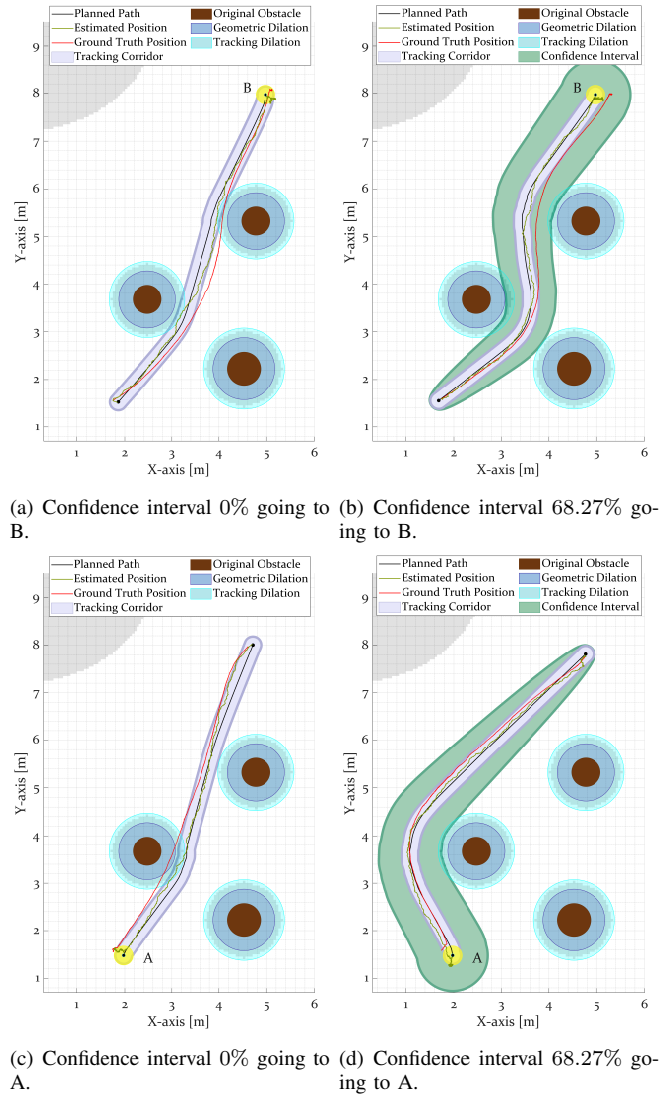 Planned Path Original Obstacle
Estimated Position Geometric Dilation
Ground Truth Position Tracking Dilation
Tracking Corridor
9
8
7
6
5
4
3
2
1
Y-axis [m]
B
1 2 3 4 5 6
X-axis [m]
Planned Path Original Obstacle
Estimated Position Geometric Dilation
Ground Truth Position Tracking Dilation
Tracking Corridor Confidence Interval
9
8
7
6
5
4
3
2
1
Y-axis [m]
B
1 2 3 4 5 6
X-axis [m]
(a) Confidence interval 0% going to
B.
(b) Confidence interval 68.27% go-
ing to B.
Planned Path Original Obstacle
Estimated Position Geometric Dilation
Ground Truth Position Tracking Dilation
Tracking Corridor
9
8
7
6
5
4
3
2
1
Y-axis [m]
A
1 2 3 4 5 6
X-axis [m]
Planned Path Original Obstacle
Estimated Position Geometric Dilation
Ground Truth Position Tracking Dilation
Tracking Corridor Confidence Interval
9
8
7
6
5
4
3
2
1
Y-axis [m]
A
1 2 3 4 5 6
X-axis [m]
(c) Confidence interval 0% going to
A.
(d) Confidence interval 68.27% go-
ing to A.